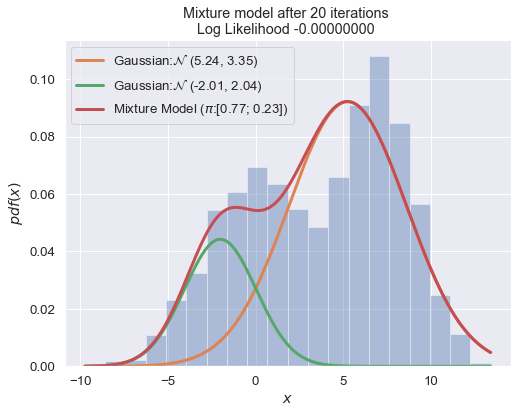 Mixture model after 20 iterations
Log Likelihood -0.00000000
Gaussian:𝒩 (5.24, 3.35)
Gaussian:𝒩 (-2.01, 2.04)
Mixture Model (π:[0.77; 0.23])
0.10
0.08
0.06
0.04
0.02
0.00
pdf(x)
−10 −5 0 5 10
x